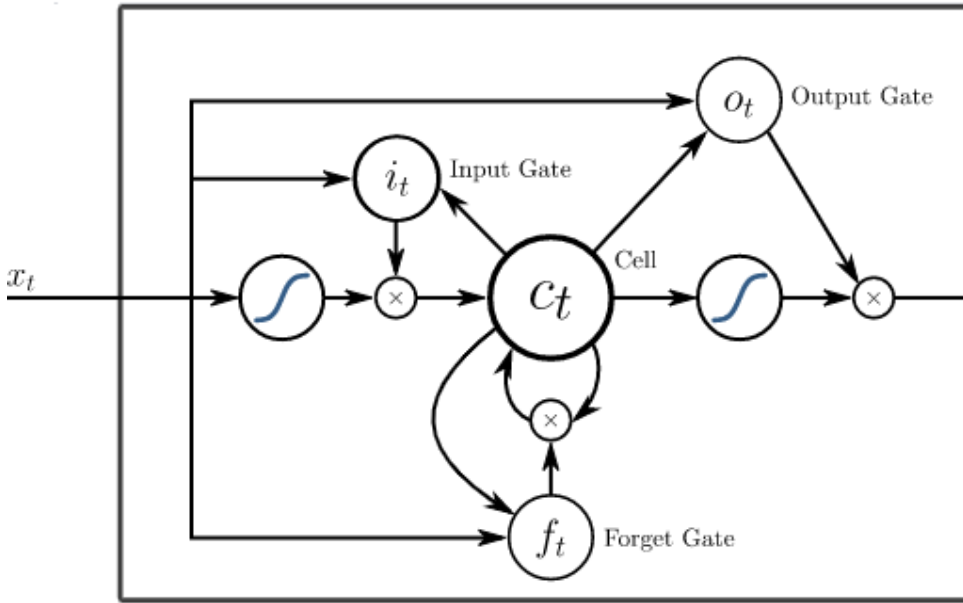 o_t Output Gate
i_t Input Gate
x_t
×
c_t
Cell
×
×
f_t Forget Gate